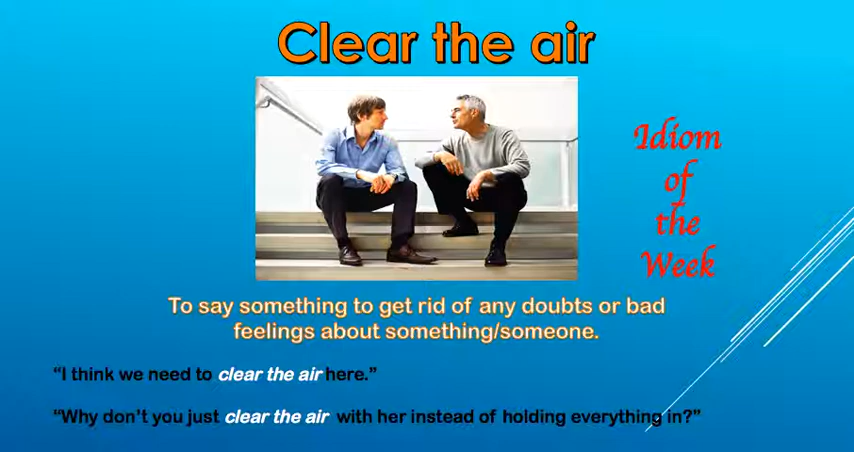 Clear the air
Idiom
of
the
Week
To say something to get rid of any doubts or bad
feelings about something/someone.
“I think we need to clear the air here.”
“Why don’t you just clear the air with her instead of holding everything in?”